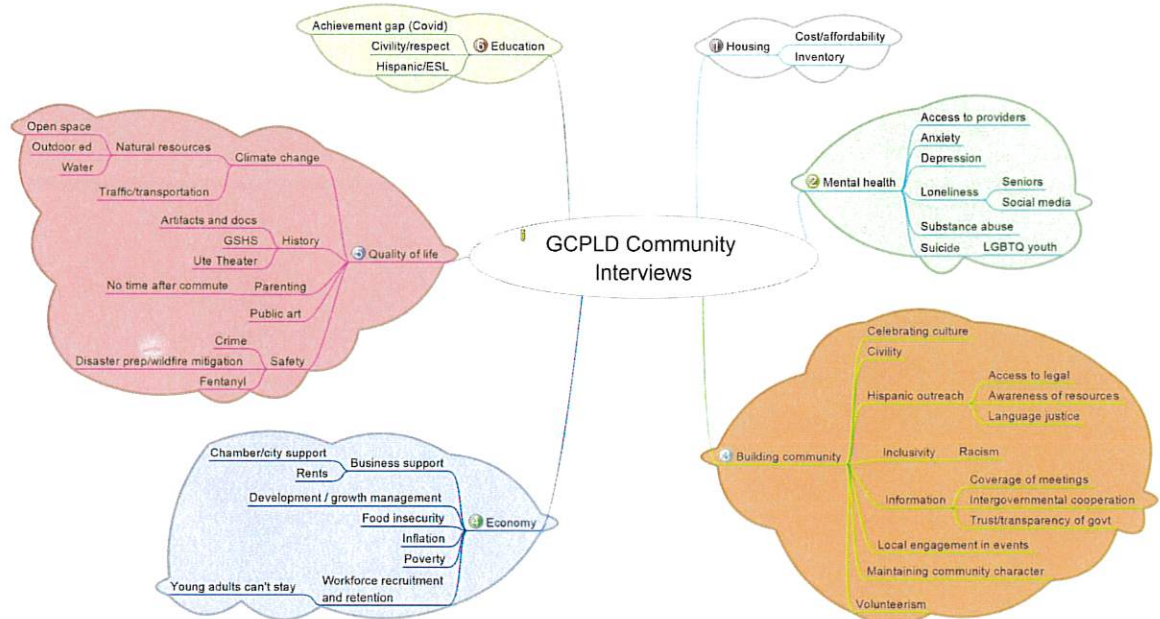 GCPLD Community
Interviews
1 Housing
Cost/affordability
Inventory
2 Mental health
Access to providers
Anxiety
Depression
Loneliness
Seniors
Social media
Substance abuse
Suicide
LGBTQ youth
Building community
Celebrating culture
Civility
Hispanic outreach
Access to legal
Awareness of resources
Language justice
Inclusivity
Racism
Information
Coverage of meetings
Intergovernmental cooperation
Trust/transparency of govt
Local engagement in events
Maintaining community character
Volunteerism
Economy
Business support
Chamber/city support
Rents
Development / growth management
Food insecurity
Inflation
Poverty
Workforce recruitment
and retention
Young adults can't stay
5 Quality of life
Climate change
Natural resources
Open space
Outdoor ed
Water
Traffic/transportation
History
Artifacts and docs
GSHS
Ute Theater
Parenting
No time after commute
Public art
Safety
Crime
Disaster prep/wildfire mitigation
Fentanyl
6 Education
Achievement gap (Covid)
Civility/respect
Hispanic/ESL